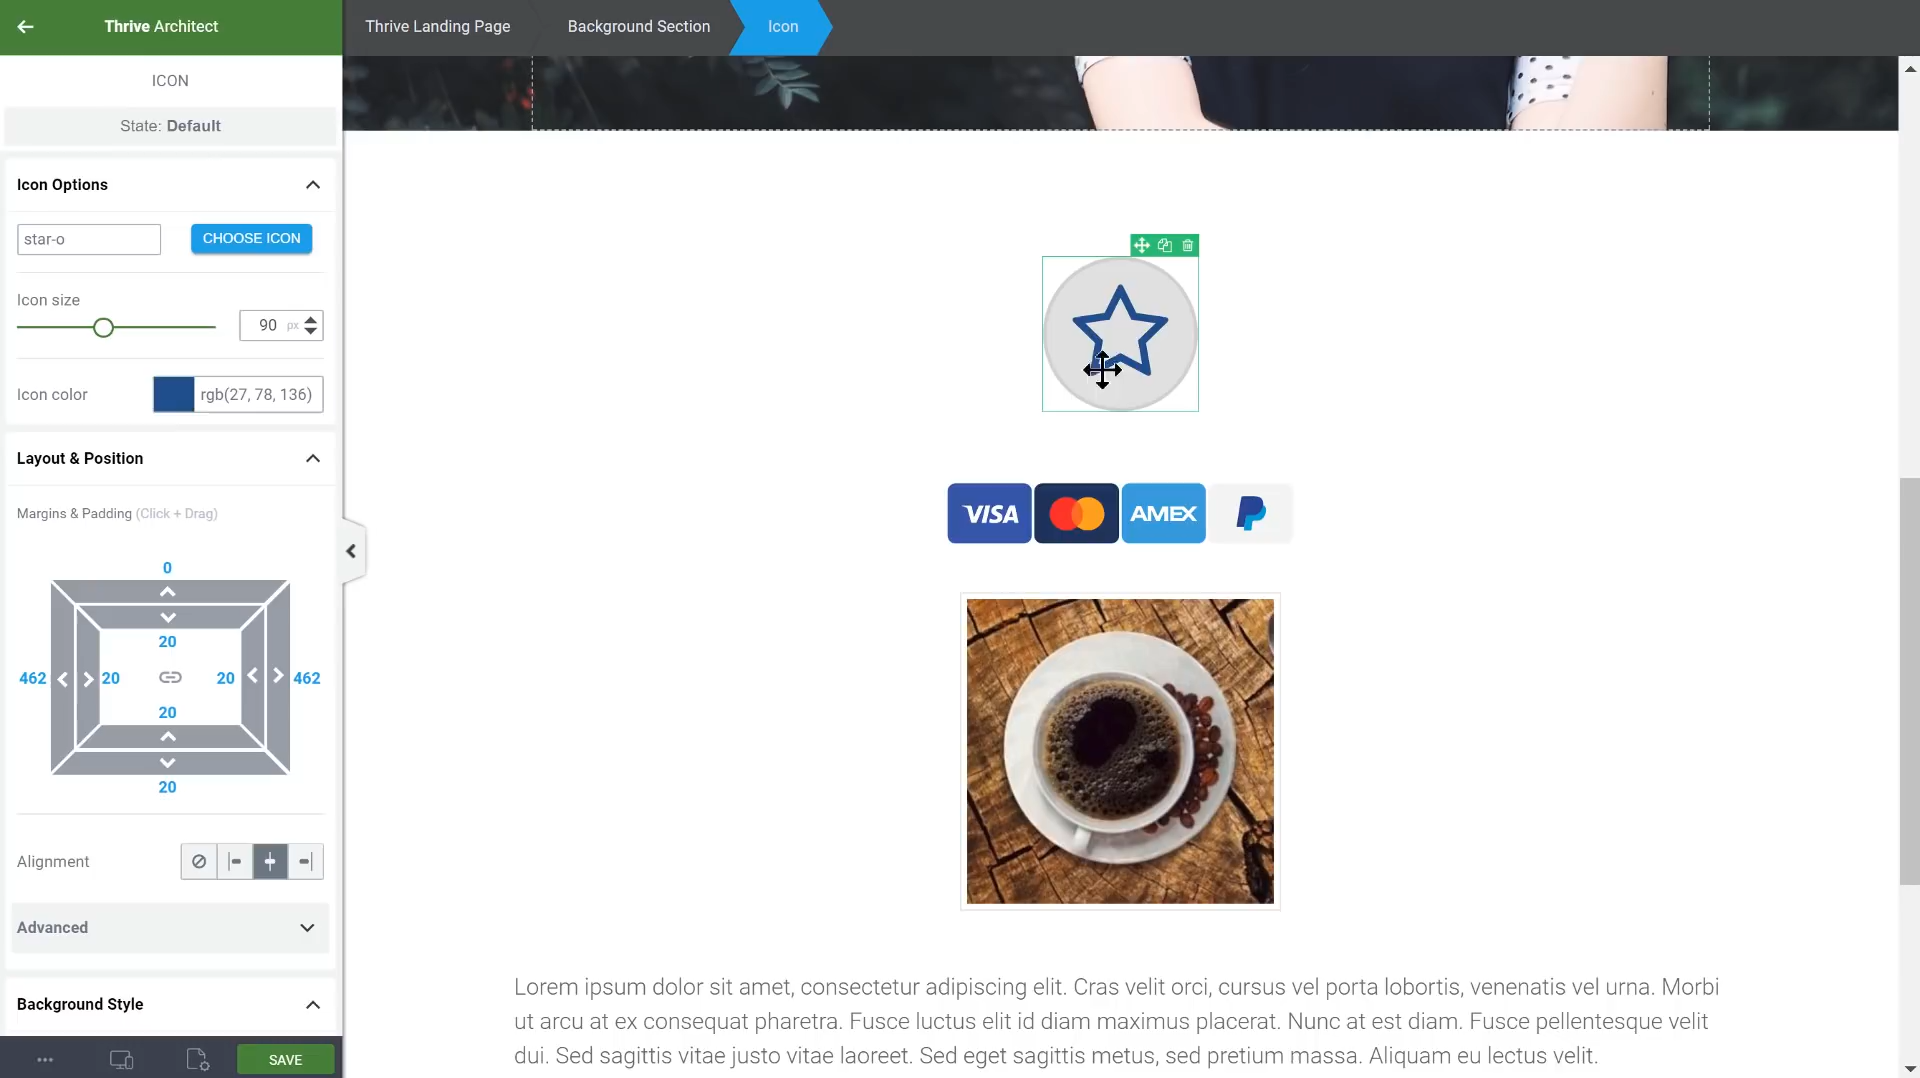 Thrive Architect
Thrive Landing Page
Background Section
Icon
ICON
State: Default
Icon Options
star-o
CHOOSE ICON
Icon size
90 px
Icon color
rgb(27, 78, 136)
Layout & Position
Margins & Padding (Click + Drag)
0
20
462 20 20 462
20
20
Alignment
Advanced
Background Style
SAVE
VISA
AMEX
Lorem ipsum dolor sit amet, consectetur adipiscing elit. Cras velit orci, cursus vel porta lobortis, venenatis vel urna. Morbi
ut arcu at ex consequat pharetra. Fusce luctus elit id diam maximus placerat. Nunc at est diam. Fusce pellentesque velit
dui. Sed sagittis vitae justo vitae laoreet. Sed eget sagittis metus, sed pretium massa. Aliquam eu lectus velit.